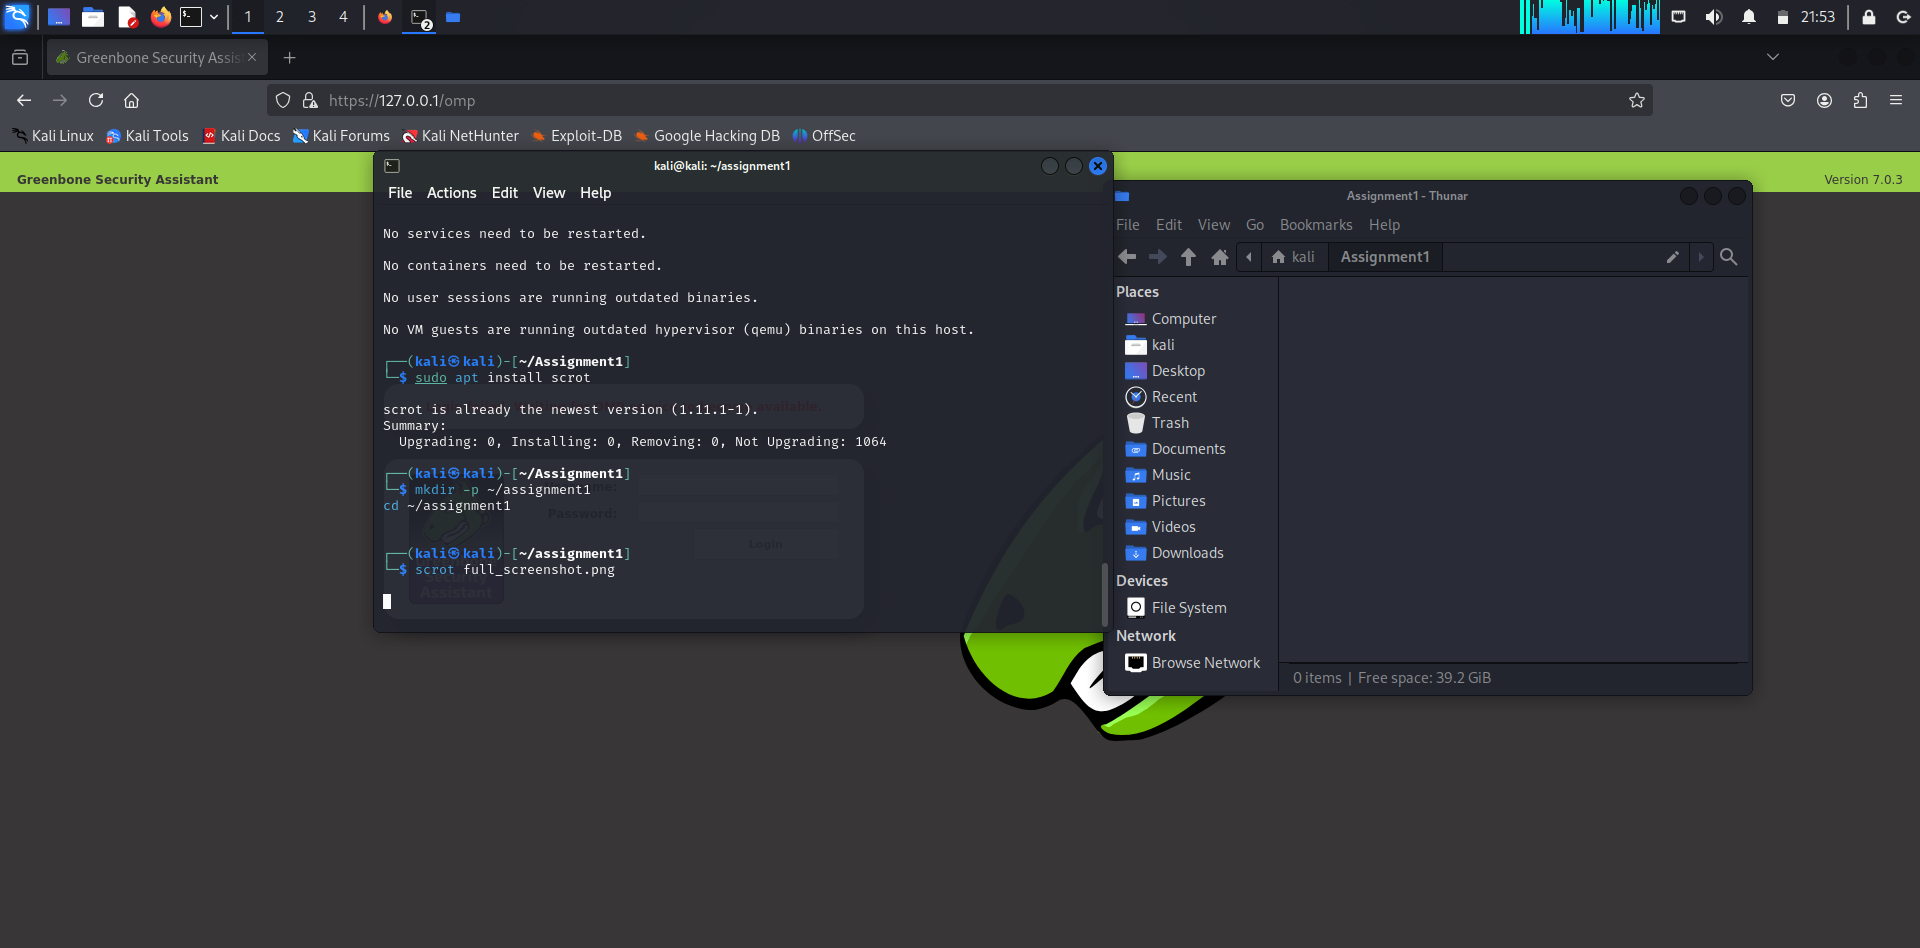 1 2 3 4 2 21:53
Greenbone Security Assis
https://127.0.0.1/omp
Kali Linux Kali Tools Kali Docs Kali Forums Kali NetHunter Exploit-DB Google Hacking DB OffSec
Greenbone Security Assistant
Version 7.0.3
kali@kali: ~/assignment1
File Actions Edit View Help
No services need to be restarted.
No containers need to be restarted.
No user sessions are running outdated binaries.
No VM guests are running outdated hypervisor (qemu) binaries on this host.
┌──(kali㉿kali)-[~/Assignment1]
└─$ sudo apt install scrot
scrot is already the newest version (1.11.1-1).
Summary:
Upgrading: 0, Installing: 0, Removing: 0, Not Upgrading: 1064
┌──(kali㉿kali)-[~/Assignment1]
└─$ mkdir -p ~/assignment1
cd ~/assignment1
Password:
Login
┌──(kali㉿kali)-[~/assignment1]
└─$ scrot full_screenshot.png
Security
Assistant
Assignment1 - Thunar
File Edit View Go Bookmarks Help
kali Assignment1
Places
Computer
kali
Desktop
Recent
Trash
Documents
Music
Pictures
Videos
Downloads
Devices
File System
Network
Browse Network
0 items | Free space: 39.2 GiB